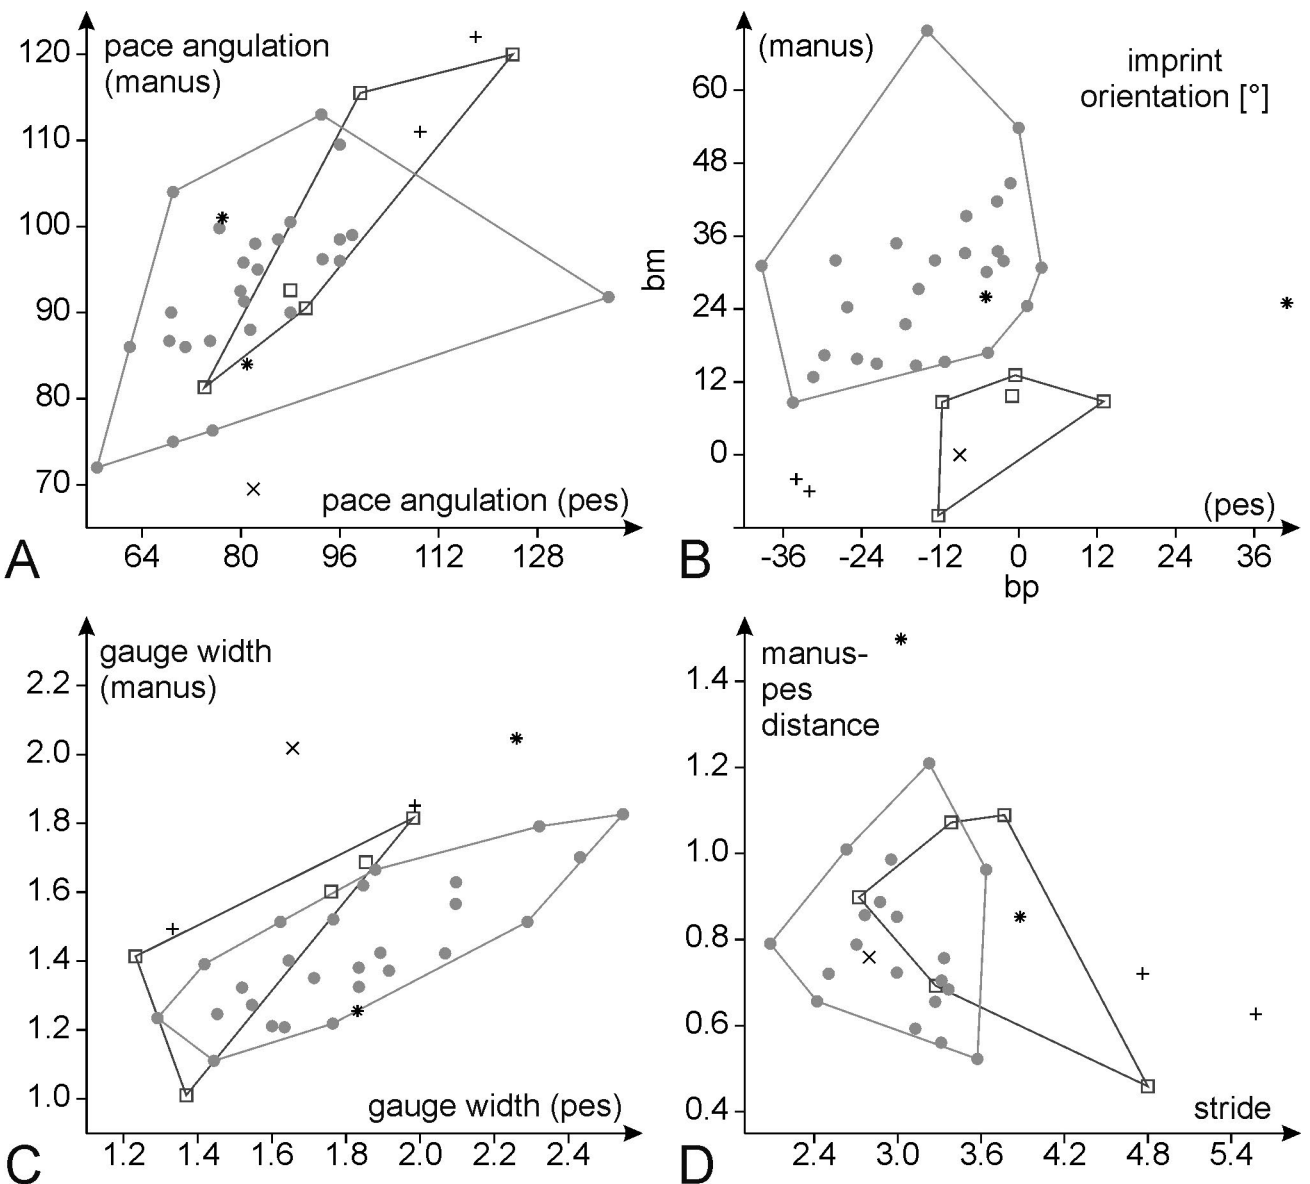 pace angulation
(manus)
120
110
100
90
80
70
pace angulation (pes)
64 80 96 112 128
A
(manus)
imprint
orientation [°]
60
48
36
24
12
0
bm
(pes)
-36 -24 -12 0 12 24 36
bp
B
gauge width
(manus)
2.2
2.0
1.8
1.6
1.4
1.2
1.0
gauge width (pes)
1.2 1.4 1.6 1.8 2.0 2.2 2.4
C
manus-
pes
distance
1.4
1.2
1.0
0.8
0.6
0.4
stride
2.4 3.0 3.6 4.2 4.8 5.4
D